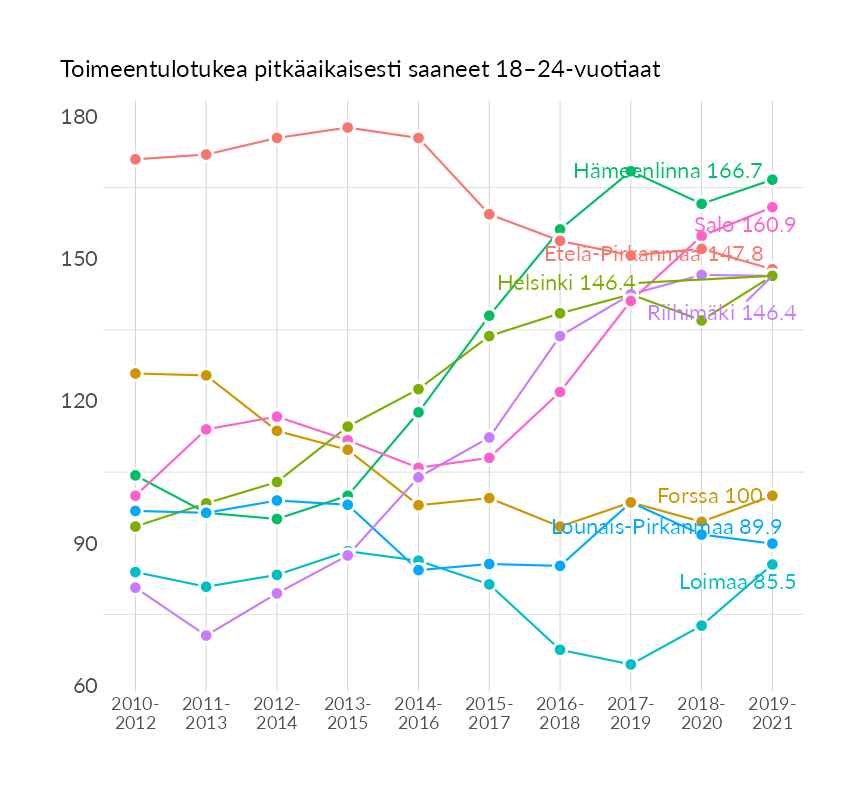 Toimeentulotukea pitkäaikaisesti saaneet 18–24-vuotiaat
180
150
120
90
60
Hämeenlinna 166.7
Salo 160.9
Etelä-Pirkanmaa 147.8
Helsinki 146.4
Riihimäki 146.4
Forssa 100
Lounais-Pirkanmaa 89.9
Loimaa 85.5
2010-
2012
2011-
2013
2012-
2014
2013-
2015
2014-
2016
2015-
2017
2016-
2018
2017-
2019
2018-
2020
2019-
2021